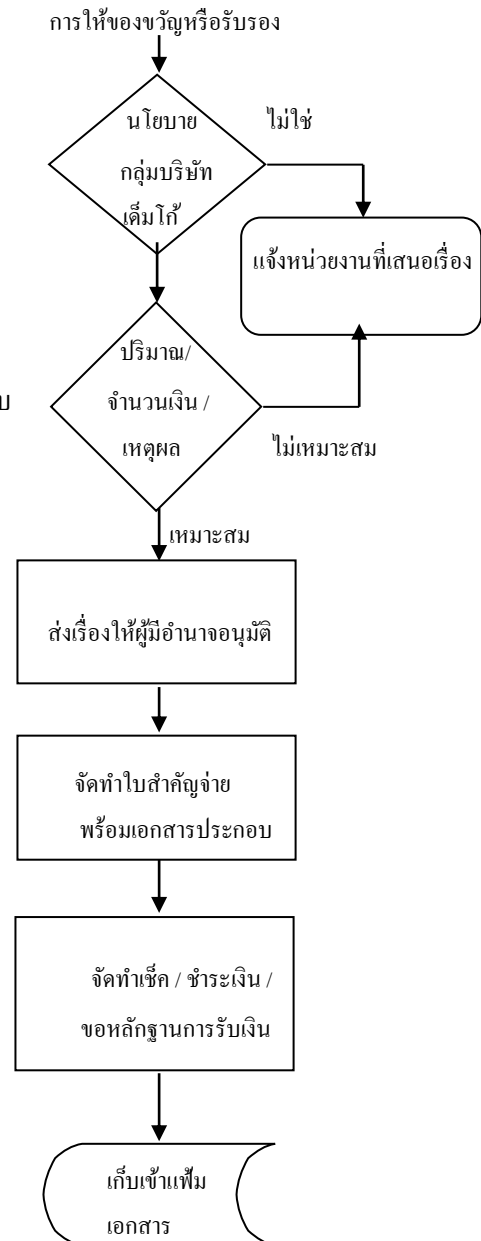 การให้ของขวัญหรือรับรอง
นโยบาย
ไม่ใช่
กลุ่มบริษัท
เด็มโก้
แจ้งหน่วยงานที่เสนอเรื่อง
ปริมาณ/
จำนวนเงิน /
เหตุผล
ไม่เหมาะสม
เหมาะสม
ส่งเรื่องให้ผู้มีอำนาจอนุมัติ
จัดทำใบสำคัญจ่าย
พร้อมเอกสารประกอบ
จัดทำเช็ค / ชำระเงิน /
ขอหลักฐานการรับเงิน
เก็บเข้าแฟ้ม
เอกสาร